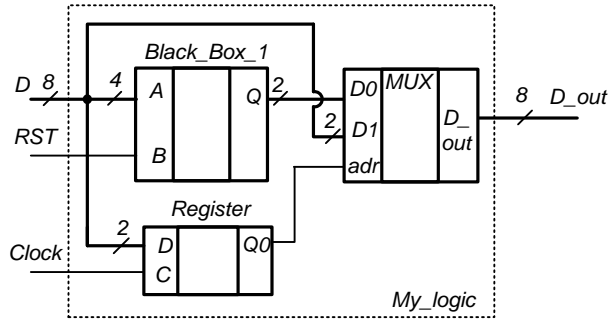 Black_Box_1
D 8 4 A Q 2 D0 MUX 8 D_out
2 D1 D_
out
RST B adr
Register
2 D Q0
Clock C
My_logic